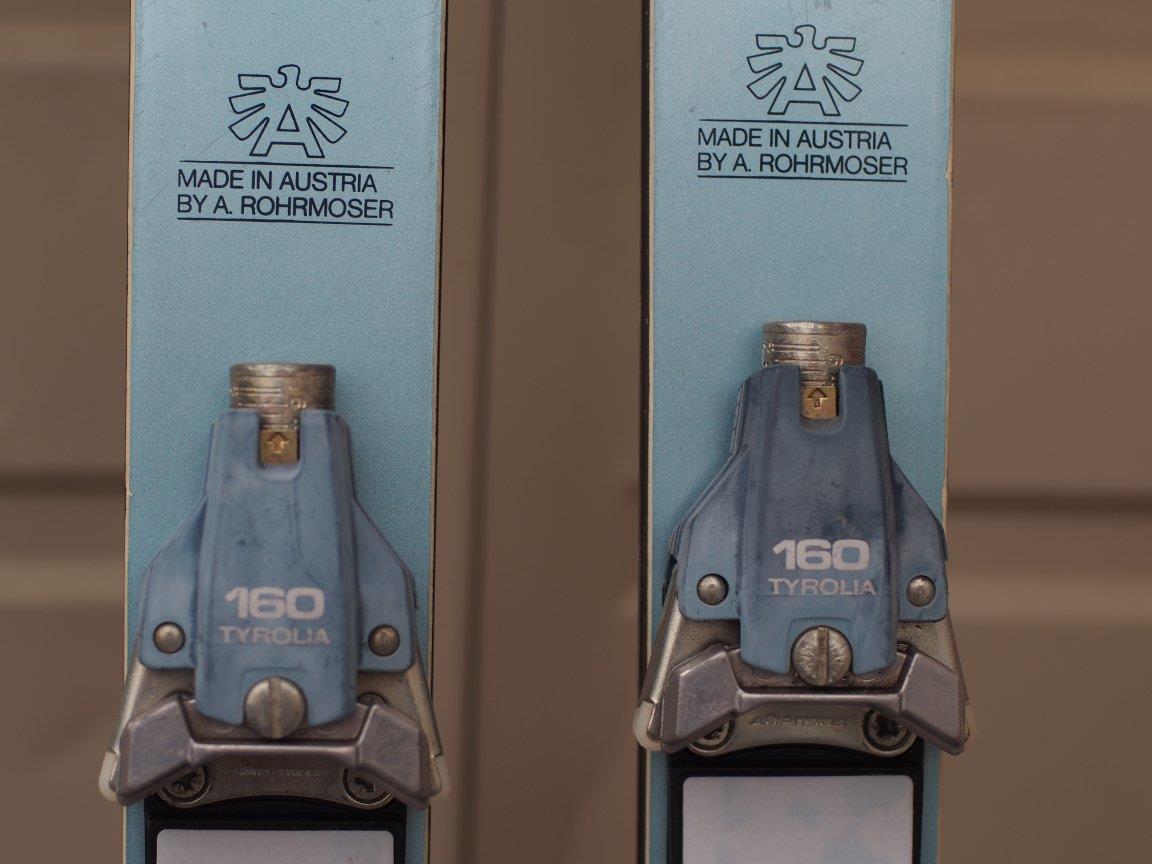 MADE IN AUSTRIA
BY A. ROHRMOSER
160
TYROLIA
MADE IN AUSTRIA
BY A. ROHRMOSER
160
TYROLIA